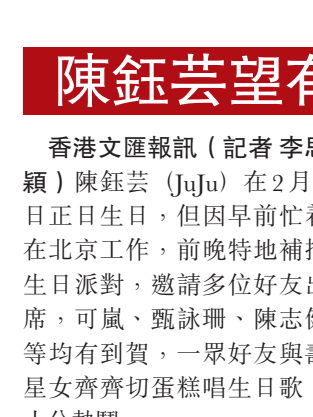 陳鈺芸望有
香港文匯報訊（記者 李思
穎）陳鈺芸（JuJu）在2月
日正日生日，但因早前忙着
在北京工作，前晚特地補
生日派對，邀請多位好友出
席，可嵐、甄詠珊、陳志健
等均有到賀，一眾好友與壽
星女齊齊切蛋糕唱生日歌